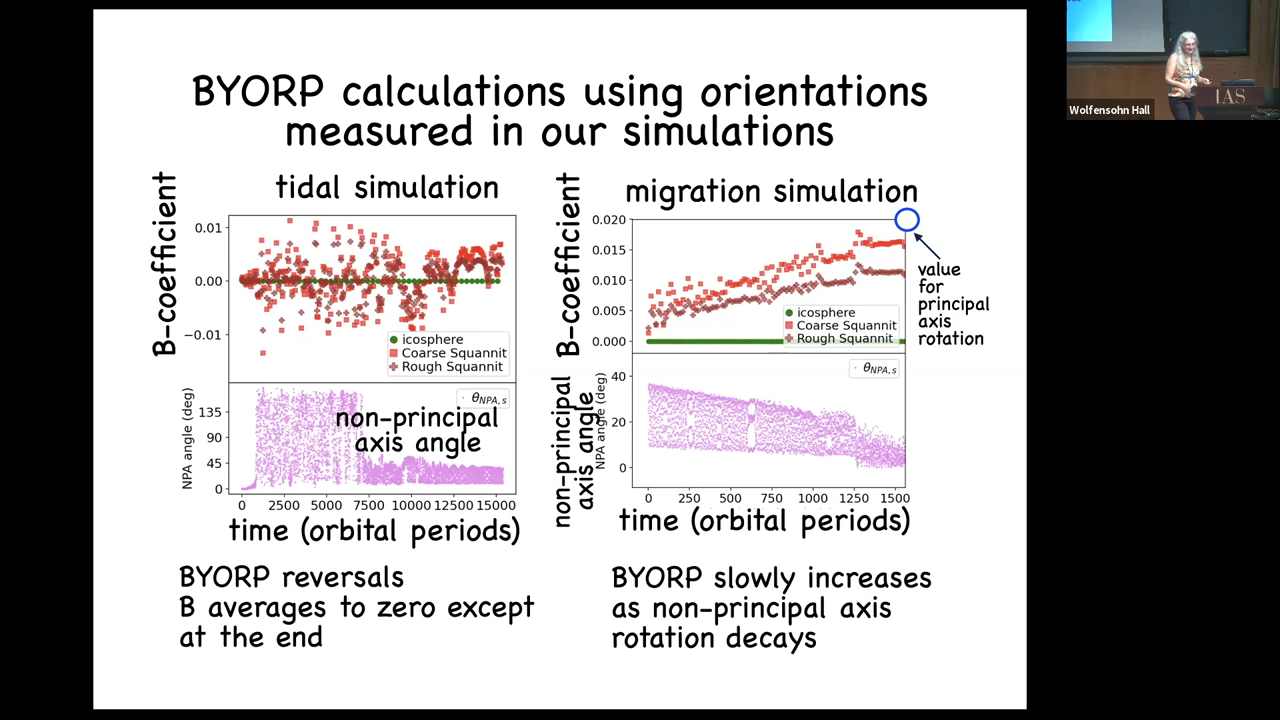 BYORP calculations using orientations
measured in our simulations
tidal simulation
B-coefficient
0.01
0.00
−0.01
icosphere
Coarse Squannit
Rough Squannit
NPA angle (deg)
135
90
45
0
θNPA,s
non-principal
axis angle
0 2500 5000 7500 10000 12500 15000
time (orbital periods)
BYORP reversals
B averages to zero except
at the end
migration simulation
B-coefficient
0.020
0.015
0.010
0.005
0.000
icosphere
Coarse Squannit
Rough Squannit
value
for
principal
axis
rotation
non-principal
axis angle
NPA angle (deg)
40
20
0
θNPA,s
0 250 500 750 1000 1250 1500
time (orbital periods)
BYORP slowly increases
as non-principal axis
rotation decays
IAS
Wolfensohn Hall